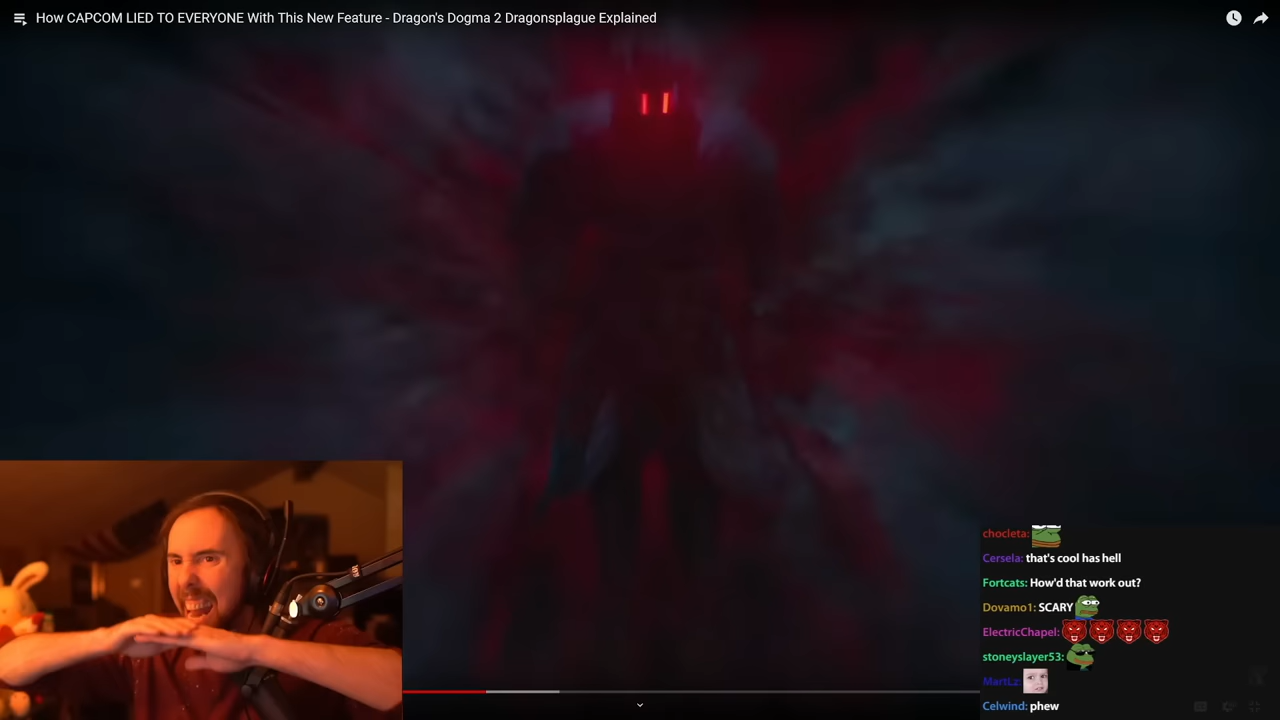 How CAPCOM LIED TO EVERYONE With This New Feature - Dragon's Dogma 2 Dragonsplague Explained
chocleta:
Cersela: that's cool has hell
Fortcats: How'd that work out?
Dovamo1: SCARY
ElectricChapel:
stoneyslayer53:
MartLz:
Celwind: phew